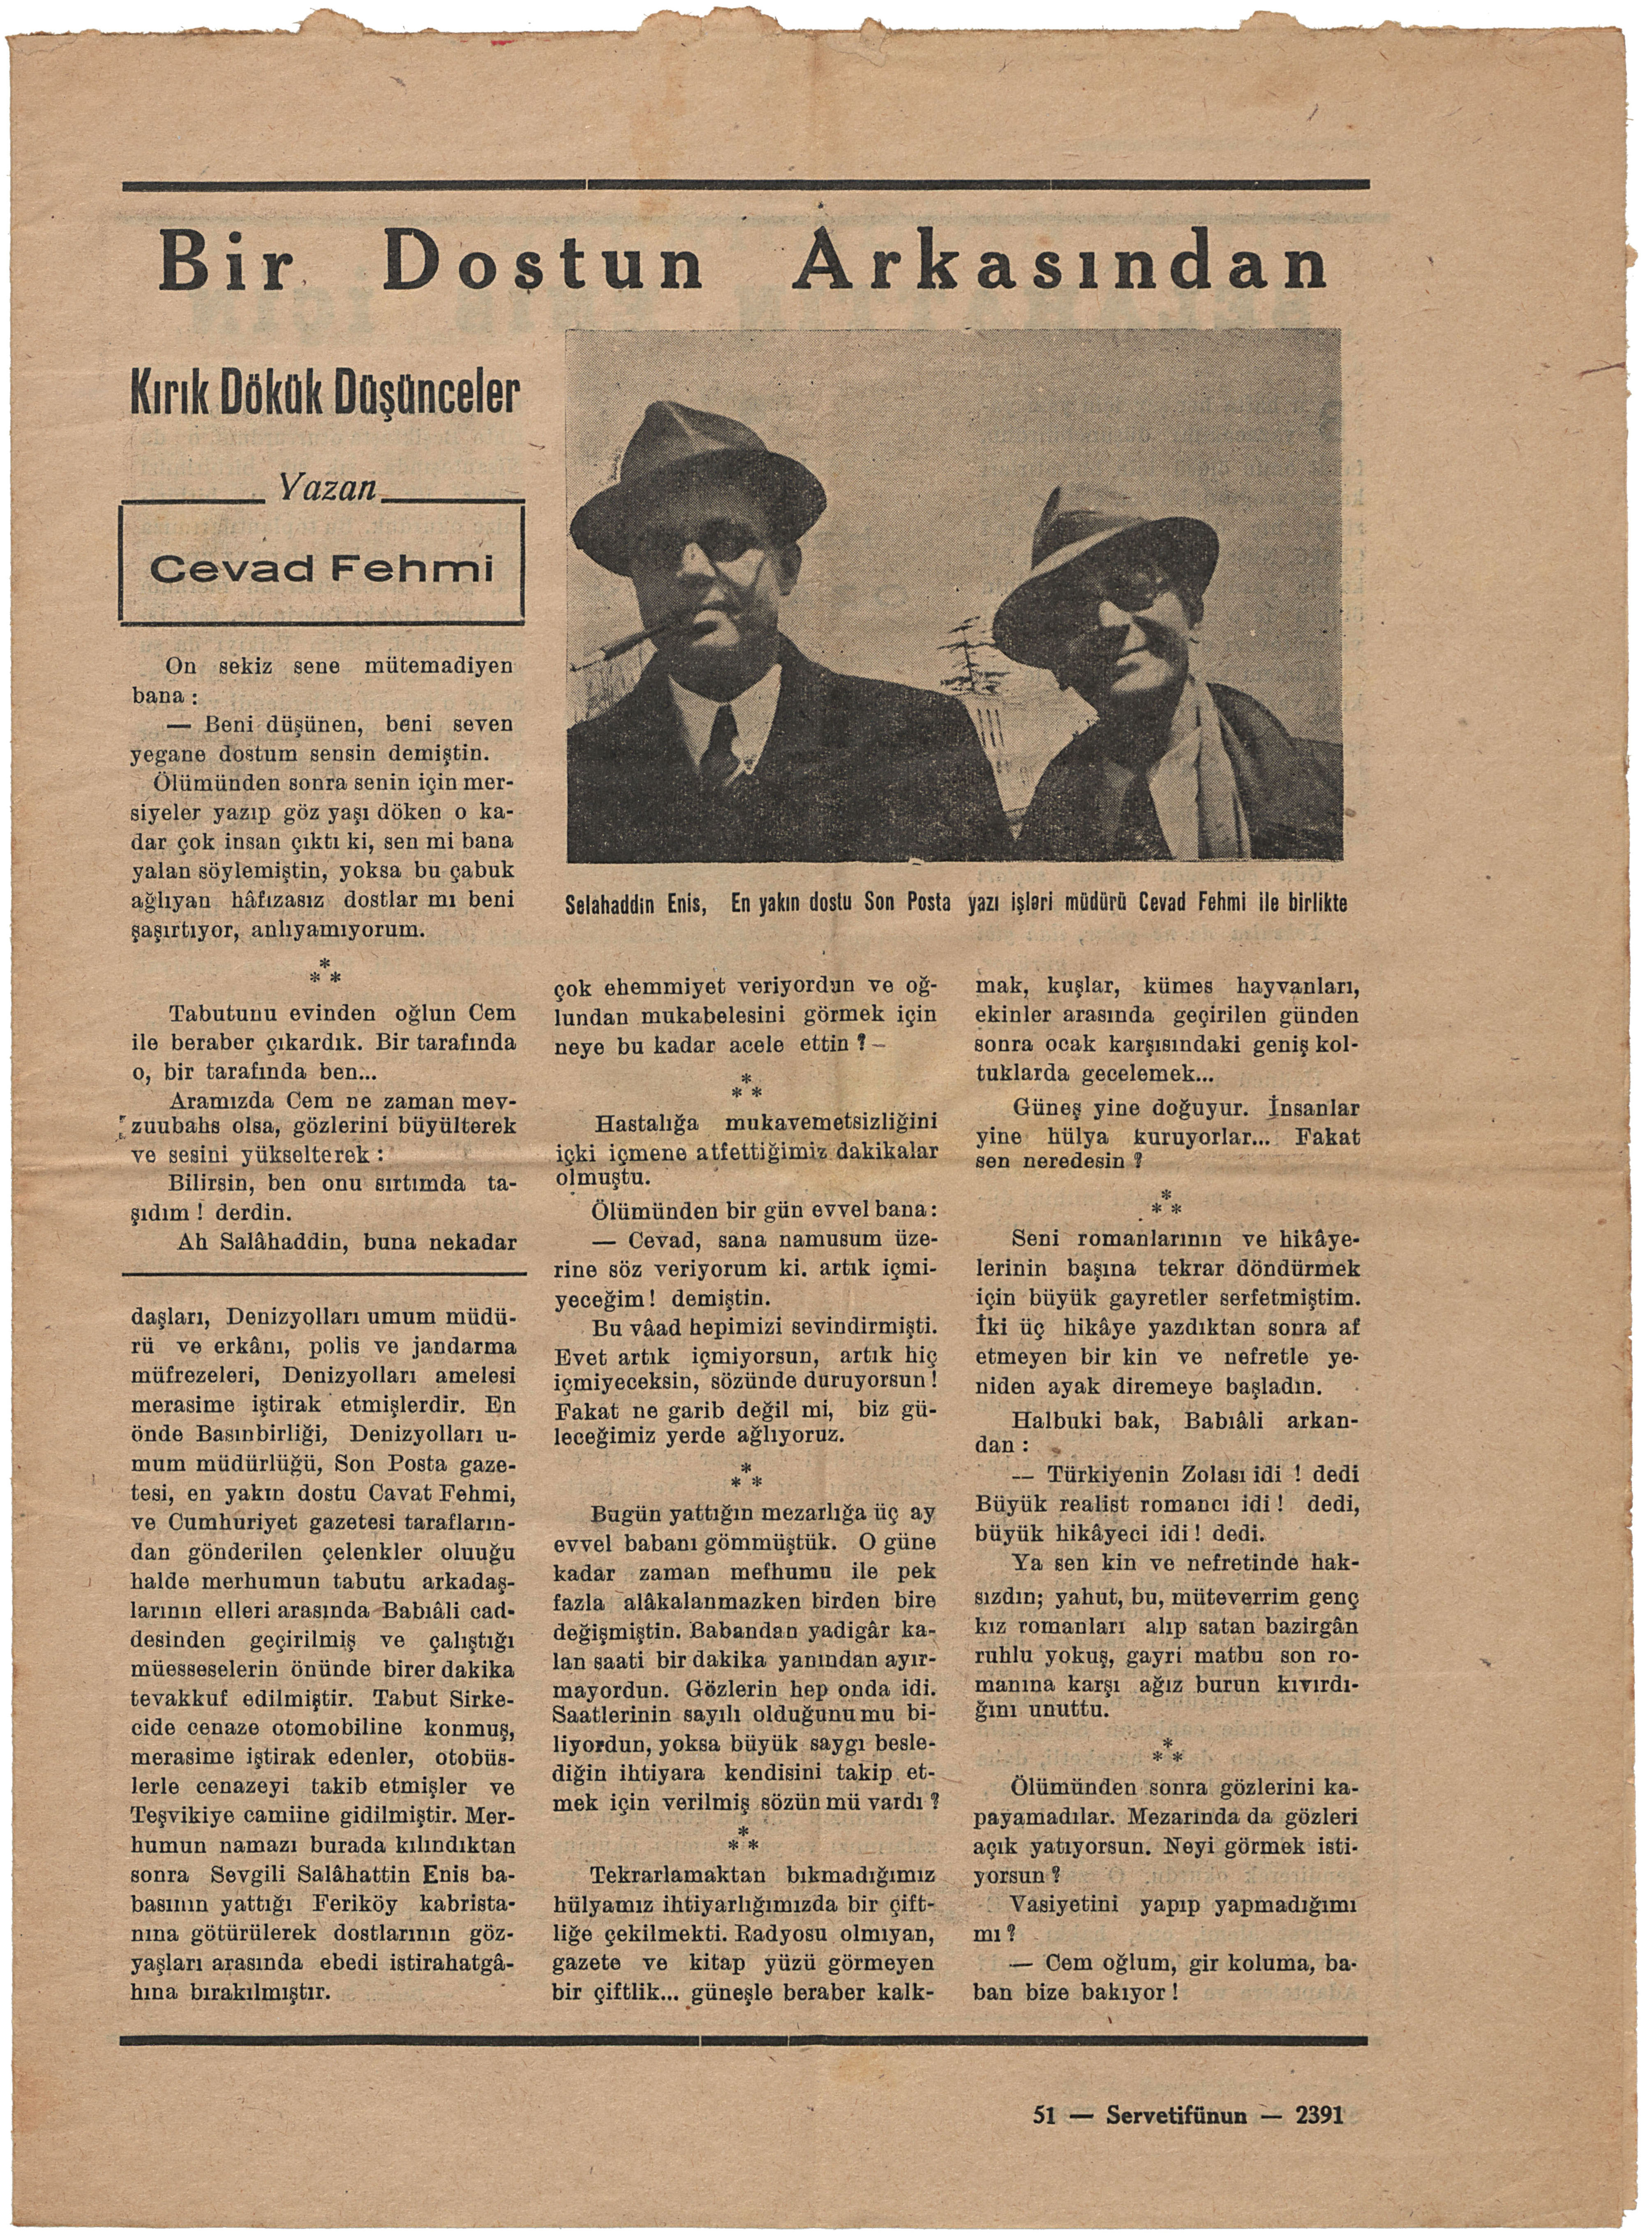 Bir Dostun Arkasından
Kırık Dökük Düşünceler
Yazan
Cevad Fehmi
On sekiz sene mütemadiyen
bana :
— Beni düşünen, beni seven
yegane dostum sensin demiştin.
Ölümünden sonra senin için mer-
siyeler yazıp göz yaşı döken o ka-
dar çok insan çıktı ki, sen mi bana
yalan söylemiştin, yoksa bu çabuk
ağlıyan hâfızasız dostlar mı beni
şaşırtıyor, anlıyamıyorum.
*
* *
Tabutunu evinden oğlun Cem
ile beraber çıkardık. Bir tarafında
o, bir tarafında ben...
Aramızda Cem ne zaman mev-
zuubahs olsa, gözlerini büyülterek
ve sesini yükselterek :
Bilirsin, ben onu sırtımda ta-
şıdım ! derdin.
Ah Salâhaddin, buna nekadar
Selahaddin Enis, En yakın dostu Son Posta yazı işleri müdürü Cevad Fehmi ile birlikte
çok ehemmiyet veriyordun ve oğ-
lundan mukabelesini görmek için
neye bu kadar acele ettin ? —
*
* *
Hastalığa mukavemetsizliğini
içki içmene atfettiğimiz dakikalar
olmuştu.
Ölümünden bir gün evvel bana :
— Cevad, sana namusum üze-
rine söz veriyorum ki. artık içmi-
yeceğim ! demiştin.
Bu vâad hepimizi sevindirmişti.
Evet artık içmiyorsun, artık hiç
içmiyeceksin, sözünde duruyorsun !
Fakat ne garib değil mi, biz gü-
leceğimiz yerde ağlıyoruz.
*
* *
Bugün yattığın mezarlığa üç ay
evvel babanı gömmüştük. O güne
kadar zaman mefhumu ile pek
fazla alâkalanmazken birden bire
değişmiştin. Babandan yadigâr ka-
lan saati bir dakika yanından ayır-
mayordun. Gözlerin hep onda idi.
Saatlerinin sayılı olduğunu mu bi-
liyordun, yoksa büyük saygı besle-
diğin ihtiyara kendisini takip et-
mek için verilmiş sözün mü vardı ?
*
* *
Tekrarlamaktan bıkmadığımız
hülyamız ihtiyarlığımızda bir çift-
liğe çekilmekti. Radyosu olmıyan,
gazete ve kitap yüzü görmeyen
bir çiftlik... güneşle beraber kalk-
mak, kuşlar, kümes hayvanları,
ekinler arasında geçirilen günden
sonra ocak karşısındaki geniş kol-
tuklarda gecelemek...
Güneş yine doğuyur. İnsanlar
yine hülya kuruyorlar... Fakat
sen neredesin ?
*
* *
Seni romanlarının ve hikâye-
lerinin başına tekrar döndürmek
için büyük gayretler serfetmiştim.
İki üç hikâye yazdıktan sonra af
etmeyen bir kin ve nefretle ye-
niden ayak diremeye başladın.
Halbuki bak, Babıâli arkan-
dan :
— Türkiyenin Zolası idi ! dedi
Büyük realist romancı idi ! dedi,
büyük hikâyeci idi ! dedi.
Ya sen kin ve nefretinde hak-
sızdın; yahut, bu, müteverrim genç
kız romanları alıp satan bazirgân
ruhlu yokuş, gayri matbu son ro-
manına karşı ağız burun kıvırdı-
ğını unuttu.
*
* *
Ölümünden sonra gözlerini ka-
payamadılar. Mezarında da gözleri
açık yatıyorsun. Neyi görmek isti-
yorsun ?
Vasiyetini yapıp yapmadığımı
mı ?
— Cem oğlum, gir koluma, ba-
ban bize bakıyor !
daşları, Denizyolları umum müdü-
rü ve erkânı, polis ve jandarma
müfrezeleri, Denizyolları amelesi
merasime iştirak etmişlerdir. En
önde Basınbirliği, Denizyolları u-
mum müdürlüğü, Son Posta gaze-
tesi, en yakın dostu Cavat Fehmi,
ve Cumhuriyet gazetesi tarafların-
dan gönderilen çelenkler oluuğu
halde merhumun tabutu arkadaş-
larının elleri arasında Babıâli cad-
desinden geçirilmiş ve çalıştığı
müesseselerin önünde birer dakika
tevakkuf edilmiştir. Tabut Sirke-
cide cenaze otomobiline konmuş,
merasime iştirak edenler, otobüs-
lerle cenazeyi takib etmişler ve
Teşvikiye camiine gidilmiştir. Mer-
humun namazı burada kılındıktan
sonra Sevgili Salâhattin Enis ba-
basının yattığı Feriköy kabrista-
nına götürülerek dostlarının göz-
yaşları arasında ebedi istirahatgâ-
hına bırakılmıştır.
51 — Servetifünun — 2391